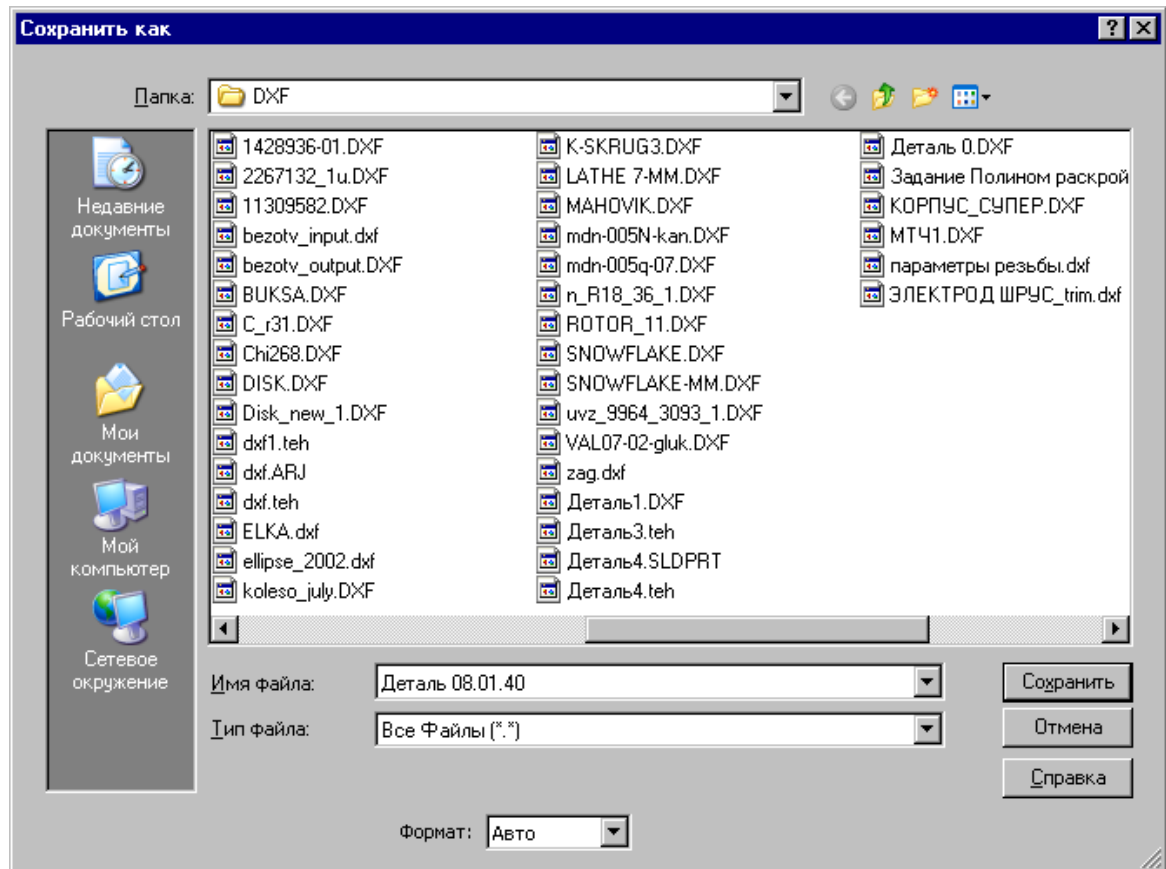 Сохранить как
Папка:
DXF
Недавние
документы
Рабочий стол
Мои
документы
Мой
компьютер
Сетевое
окружение
1428936-01.DXF
2267132_1u.DXF
11309582.DXF
bezotv_input.dxf
bezotv_output.DXF
BUKSA.DXF
C_r31.DXF
Chi268.DXF
DISK.DXF
Disk_new_1.DXF
dxf1.teh
dxf.ARJ
dxf.teh
ELKA.dxf
ellipse_2002.dxf
koleso_july.DXF
K-SKRUG3.DXF
LATHE 7-MM.DXF
MAHOVIK.DXF
mdn-005N-kan.DXF
mdn-005q-07.DXF
n_R18_36_1.DXF
ROTOR_11.DXF
SNOWFLAKE.DXF
SNOWFLAKE-MM.DXF
uvz_9964_3093_1.DXF
VAL07-02-gluk.DXF
zag.dxf
Деталь1.DXF
Деталь3.teh
Деталь4.SLDPRT
Деталь4.teh
Деталь 0.DXF
Задание Полином раскрой
КОРПУС_СУПЕР.DXF
МТЧ1.DXF
параметры резьбы.dxf
ЭЛЕКТРОД ШРУС_trim.dxf
Имя файла:
Деталь 08.01.40
Сохранить
Тип файла:
Все Файлы (*.*)
Отмена
Справка
Формат:
Авто